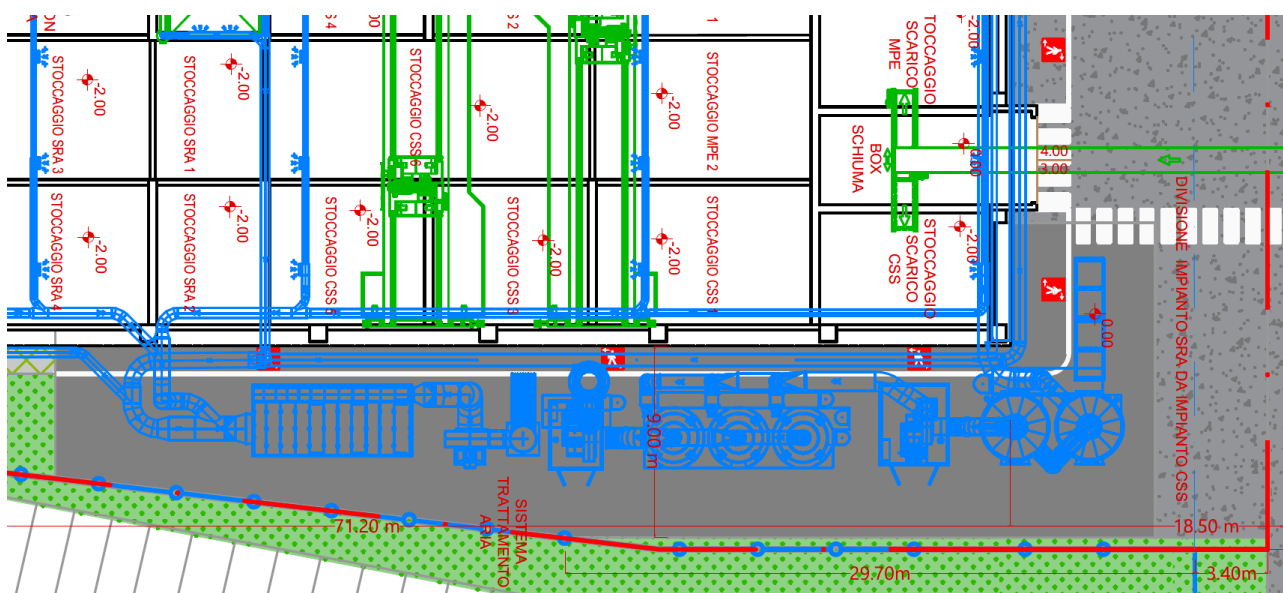 STOCCAGGIO SRA 3
-2.00
STOCCAGGIO SRA 1
-2.00
S 4
00
STOCCAGGIO CSS 6
-2.00
S 2
1
STOCCAGGIO MPE 2
-2.00
STOCCAGGIO
SCARICO
MPE
-2.00
BOX
SCHIUMA
0.00
4.00
3.00
STOCCAGGIO SRA 4
-2.00
STOCCAGGIO SRA 2
-2.00
STOCCAGGIO CSS 5
-2.00
STOCCAGGIO CSS 3
-2.00
STOCCAGGIO CSS 1
-2.00
STOCCAGGIO
SCARICO
CSS
-2.00
0.00
DIVISIONE IMPIANTO SRA DA IMPIANTO CSS
9.00 m
SISTEMA
TRATTAMENTO
ARIA
71.20 m
18.50 m
29.70m
3.40m